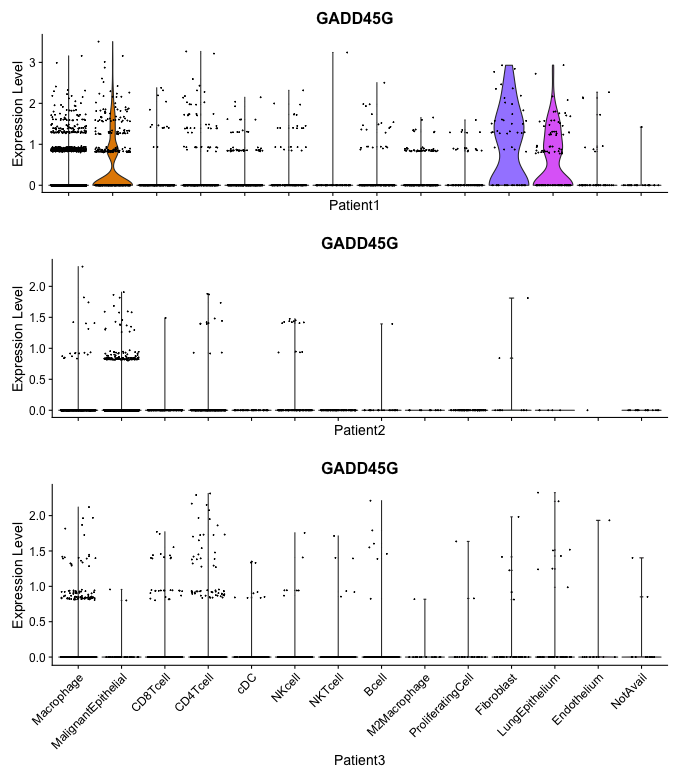 GADD45G
Expression Level
3
2
1
0
Patient1
GADD45G
Expression Level
2.0
1.5
1.0
0.5
0.0
Patient2
GADD45G
Expression Level
2.0
1.5
1.0
0.5
0.0
Macrophage
MalignantEpithelial
CD8Tcell
CD4Tcell
cDC
NKcell
NKTcell
Bcell
M2Macrophage
ProliferatingCell
Fibroblast
LungEpithelium
Endothelium
NotAvail
Patient3